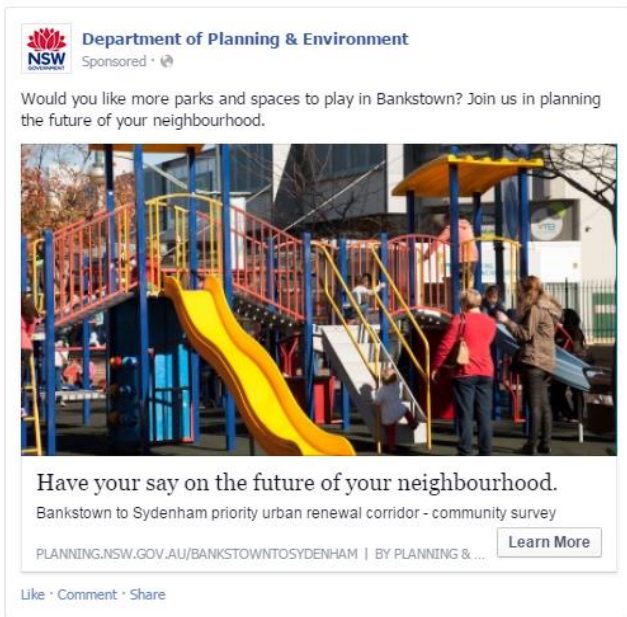 NSW
GOVERNMENT
Department of Planning & Environment
Sponsored ·
Would you like more parks and spaces to play in Bankstown? Join us in planning
the future of your neighbourhood.
Have your say on the future of your neighbourhood.
Bankstown to Sydenham priority urban renewal corridor - community survey
PLANNING.NSW.GOV.AU/BANKSTOWNTOSYDENHAM | BY PLANNING & ...
Learn More
Like · Comment · Share